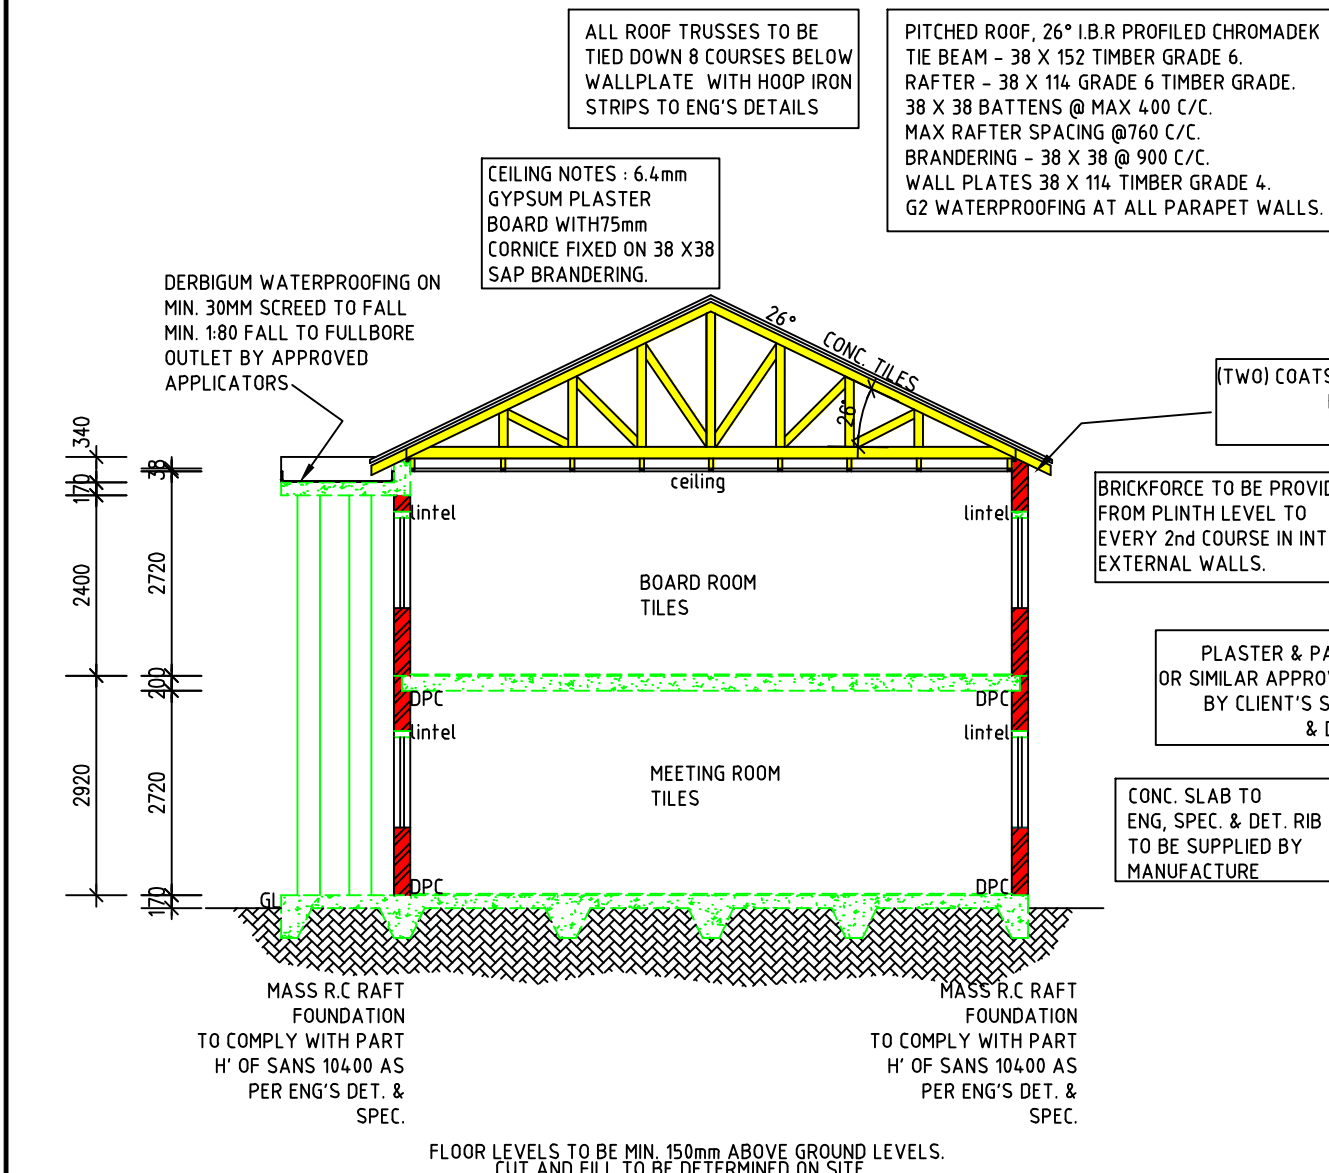 ALL ROOF TRUSSES TO BE
TIED DOWN 8 COURSES BELOW
WALLPLATE WITH HOOP IRON
STRIPS TO ENG'S DETAILS
PITCHED ROOF, 26° I.B.R PROFILED CHROMADEK
TIE BEAM - 38 X 152 TIMBER GRADE 6.
RAFTER - 38 X 114 GRADE 6 TIMBER GRADE.
38 X 38 BATTENS @ MAX 400 C/C.
MAX RAFTER SPACING @760 C/C.
BRANDERING - 38 X 38 @ 900 C/C.
WALL PLATES 38 X 114 TIMBER GRADE 4.
G2 WATERPROOFING AT ALL PARAPET WALLS.
CEILING NOTES : 6.4mm
GYPSUM PLASTER
BOARD WITH75mm
CORNICE FIXED ON 38 X38
SAP BRANDERING.
DERBIGUM WATERPROOFING ON
MIN. 30MM SCREED TO FALL
MIN. 1:80 FALL TO FULLBORE
OUTLET BY APPROVED
APPLICATORS
26°
CONC. TILES
26°
(TWO) COATS
340
38
170
ceiling
lintel
lintel
BRICKFORCE TO BE PROVID
FROM PLINTH LEVEL TO
EVERY 2nd COURSE IN INT
EXTERNAL WALLS.
2400
2720
BOARD ROOM
TILES
PLASTER & PA
OR SIMILAR APPRO
BY CLIENT'S S
& D
200
DPC
DPC
lintel
lintel
2920
2720
MEETING ROOM
TILES
CONC. SLAB TO
ENG, SPEC. & DET. RIB
TO BE SUPPLIED BY
MANUFACTURE
DPC
DPC
170
GL
MASS R.C RAFT
FOUNDATION
TO COMPLY WITH PART
H' OF SANS 10400 AS
PER ENG'S DET. &
SPEC.
MASS R.C RAFT
FOUNDATION
TO COMPLY WITH PART
H' OF SANS 10400 AS
PER ENG'S DET. &
SPEC.
FLOOR LEVELS TO BE MIN. 150mm ABOVE GROUND LEVELS.
CUT AND FILL TO BE DETERMINED ON SITE